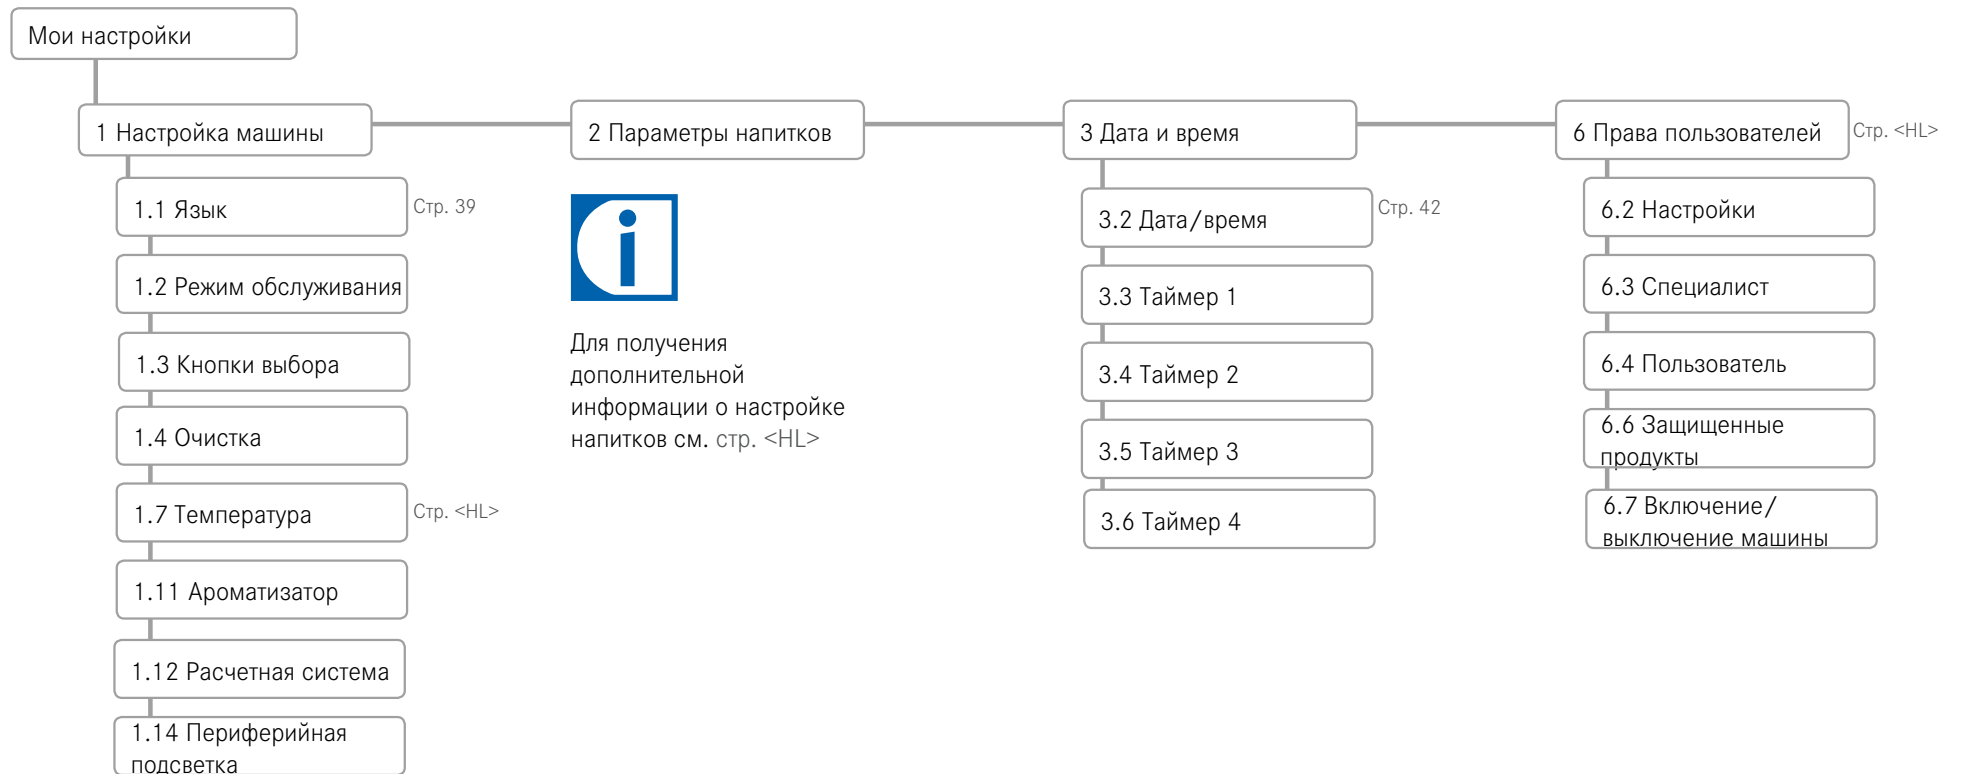 Мои настройки
1 Настройка машины
1.1 Язык
Стр. 39
1.2 Режим обслуживания
1.3 Кнопки выбора
1.4 Очистка
1.7 Температура
Стр. <HL>
1.11 Ароматизатор
1.12 Расчетная система
1.14 Периферийная
подсветка
2 Параметры напитков
Для получения
дополнительной
информации о настройке
напитков см. стр. <HL>
3 Дата и время
3.2 Дата/время
Стр. 42
3.3 Таймер 1
3.4 Таймер 2
3.5 Таймер 3
3.6 Таймер 4
6 Права пользователей
Стр. <HL>
6.2 Настройки
6.3 Специалист
6.4 Пользователь
6.6 Защищенные
продукты
6.7 Включение/
выключение машины